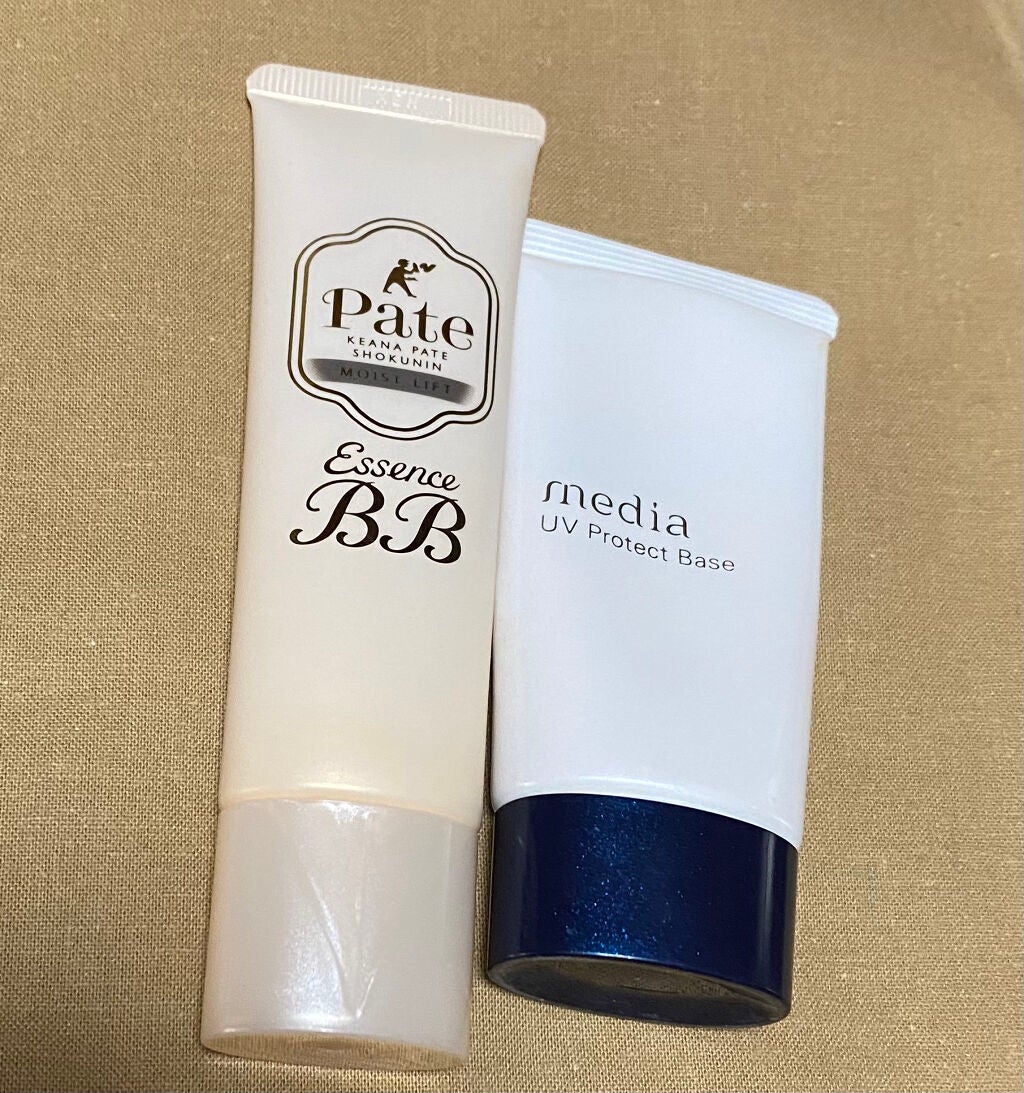 Pate
KEANA PATE
SHOKUNIN
MOIST LIFT
Essence
BB
media
UV Protect Base